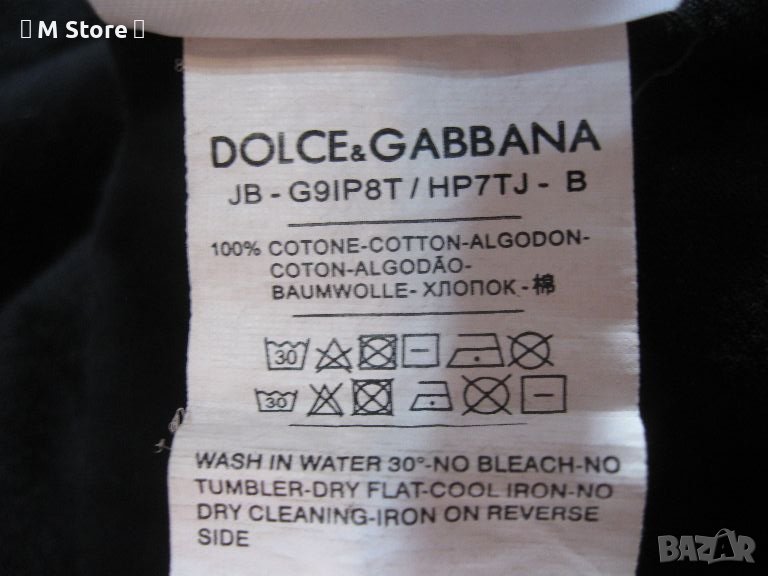 M Store
DOLCE&GABBANA
JB - G9IP8T / HP7TJ - B
100% COTONE-COTTON-ALGODON-
COTON-ALGODÃO-
BAUMWOLLE- ХЛОПОК -棉
30
30
WASH IN WATER 30°-NO BLEACH-NO
TUMBLER-DRY FLAT-COOL IRON-NO
DRY CLEANING-IRON ON REVERSE
SIDE
BAZAR